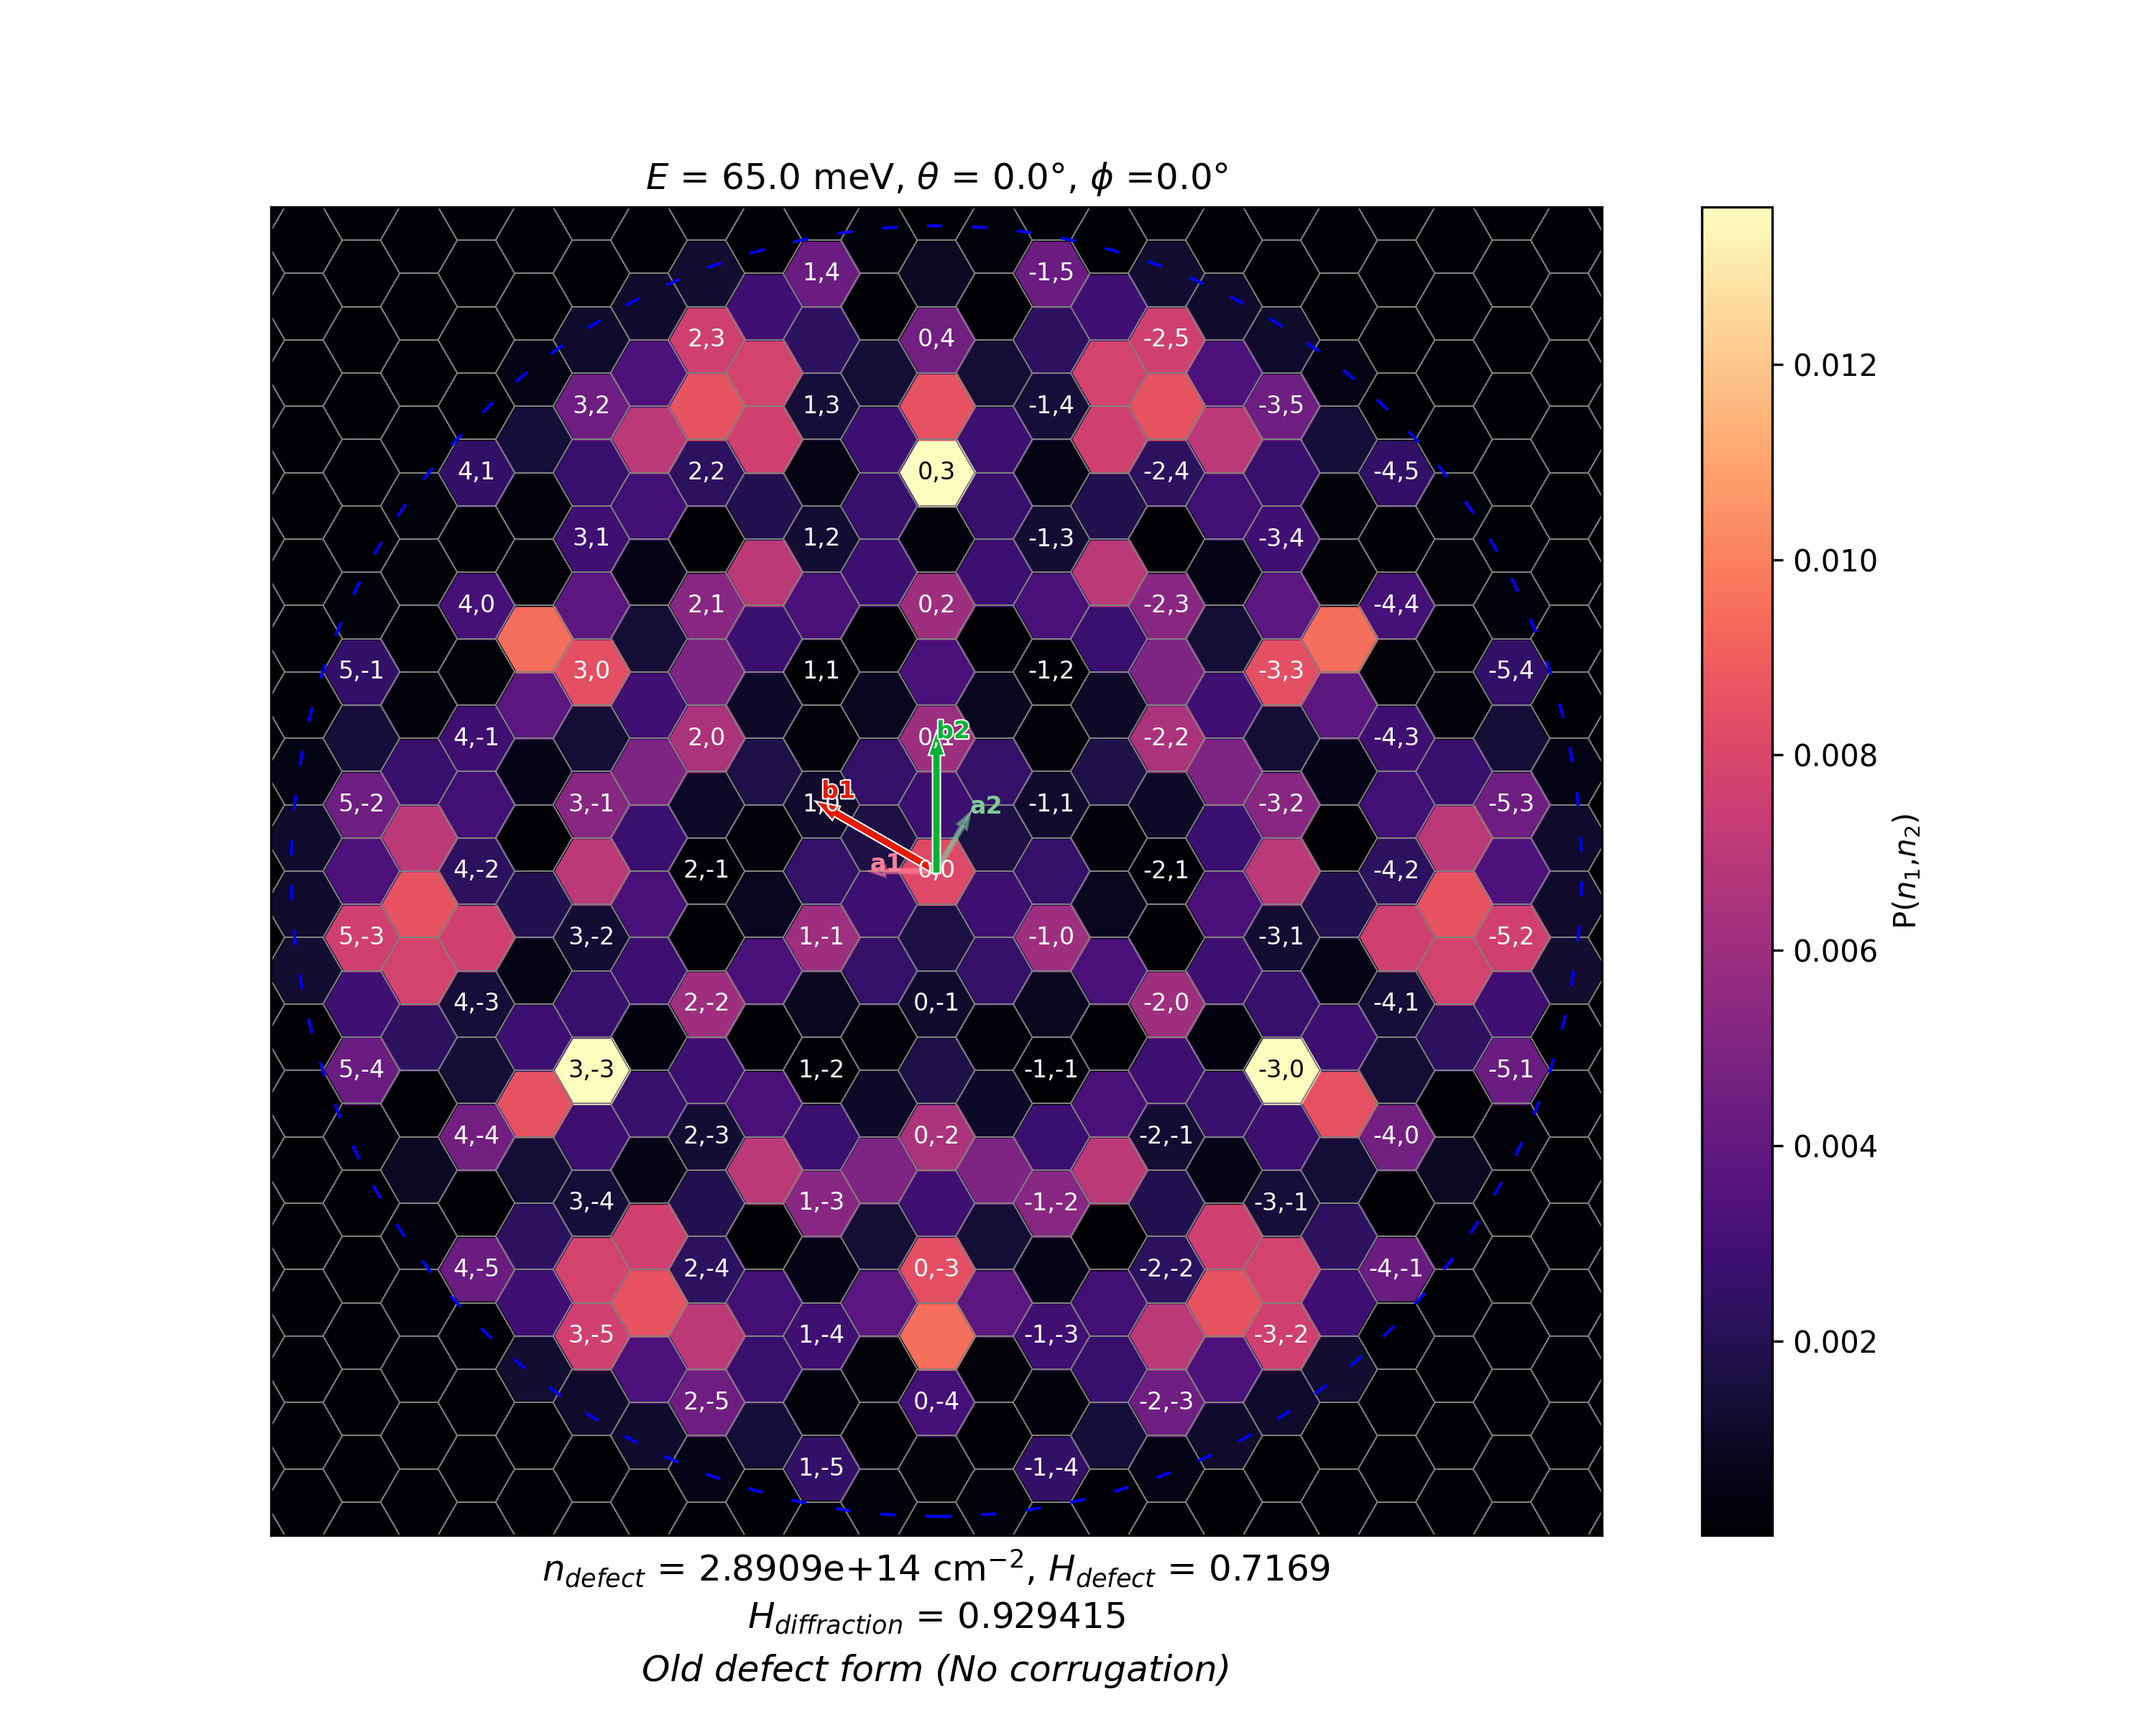 E = 65.0 meV, θ = 0.0°, ϕ =0.0°
1,4 -1,5
2,3 0,4 -2,5
3,2 1,3 -1,4 -3,5
4,1 2,2 0,3 -2,4 -4,5
3,1 1,2 -1,3 -3,4
4,0 2,1 0,2 -2,3 -4,4
5,-1 3,0 1,1 -1,2 -3,3 -5,4
4,-1 2,0 0,1 b2 -2,2 -4,3
5,-2 3,-1 1,0 b1 a2 -1,1 -3,2 -5,3
4,-2 2,-1 a1 0,0 -2,1 -4,2
5,-3 3,-2 1,-1 -1,0 -3,1 -5,2
4,-3 2,-2 0,-1 -2,0 -4,1
5,-4 3,-3 1,-2 -1,-1 -3,0 -5,1
4,-4 2,-3 0,-2 -2,-1 -4,0
3,-4 1,-3 -1,-2 -3,-1
4,-5 2,-4 0,-3 -2,-2 -4,-1
3,-5 1,-4 -1,-3 -3,-2
2,-5 0,-4 -2,-3
1,-5 -1,-4
0.012
0.010
0.008
0.006
0.004
0.002
P(n₁,n₂)
n_defect = 2.8909e+14 cm⁻², H_defect = 0.7169
H_diffraction = 0.929415
Old defect form (No corrugation)